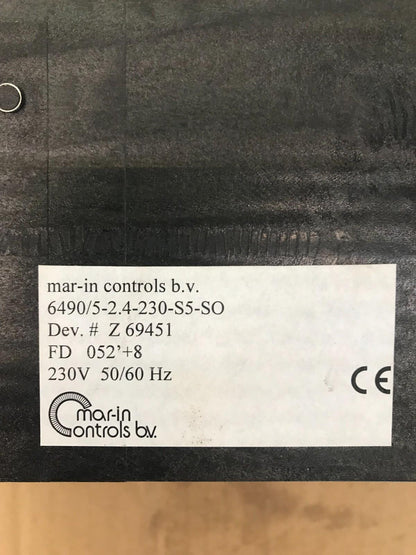 mar-in controls b.v.
6490/5-2.4-230-S5-SO
Dev. # Z 69451
FD 052'+8
230V 50/60 Hz
CE
mar-in
Controls b.v.